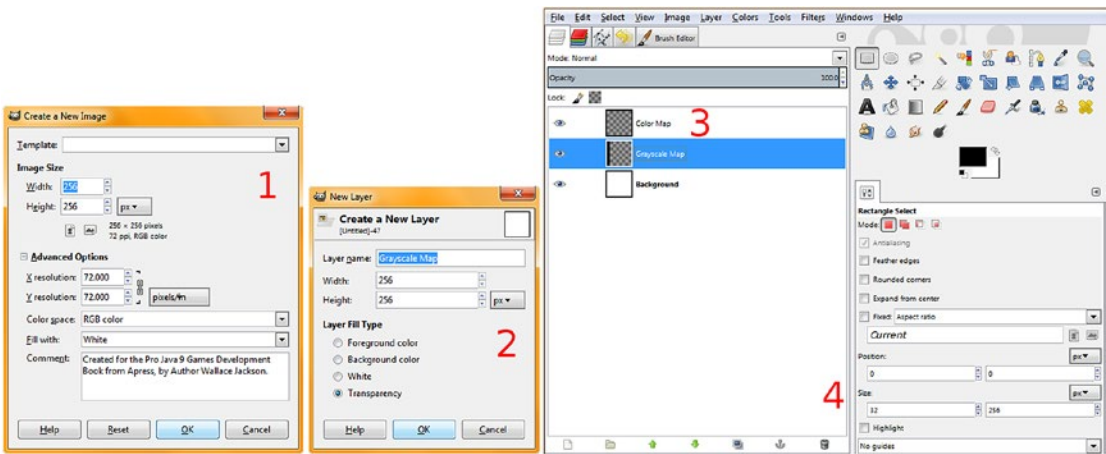 Create a New Image
Template:
Image Size
Width: 256
Height: 256 px
256 × 256 pixels
72 ppi, RGB color
Advanced Options
X resolution: 72.000
Y resolution: 72.000 pixels/in
Color space: RGB color
Fill with: White
Comment: Created for the Pro Java 9 Games Development
Book from Apress, by Author Wallace Jackson.
Help Reset OK Cancel
1
New Layer
Create a New Layer
[Untitled]-47
Layer name: Grayscale Map
Width: 256
Height: 256 px
Layer Fill Type
Foreground color
Background color
White
Transparency
Help OK Cancel
2
File Edit Select View Image Layer Colors Tools Filters Windows Help
Brush Editor
Mode: Normal
Opacity 100.0
Lock:
Color Map
3
Grayscale Map
Background
4
Rectangle Select
Mode:
Antialiasing
Feather edges
Rounded corners
Expand from center
Fixed: Aspect ratio
Current
Position: px
0 0
Size: px
32 256
Highlight
No guides